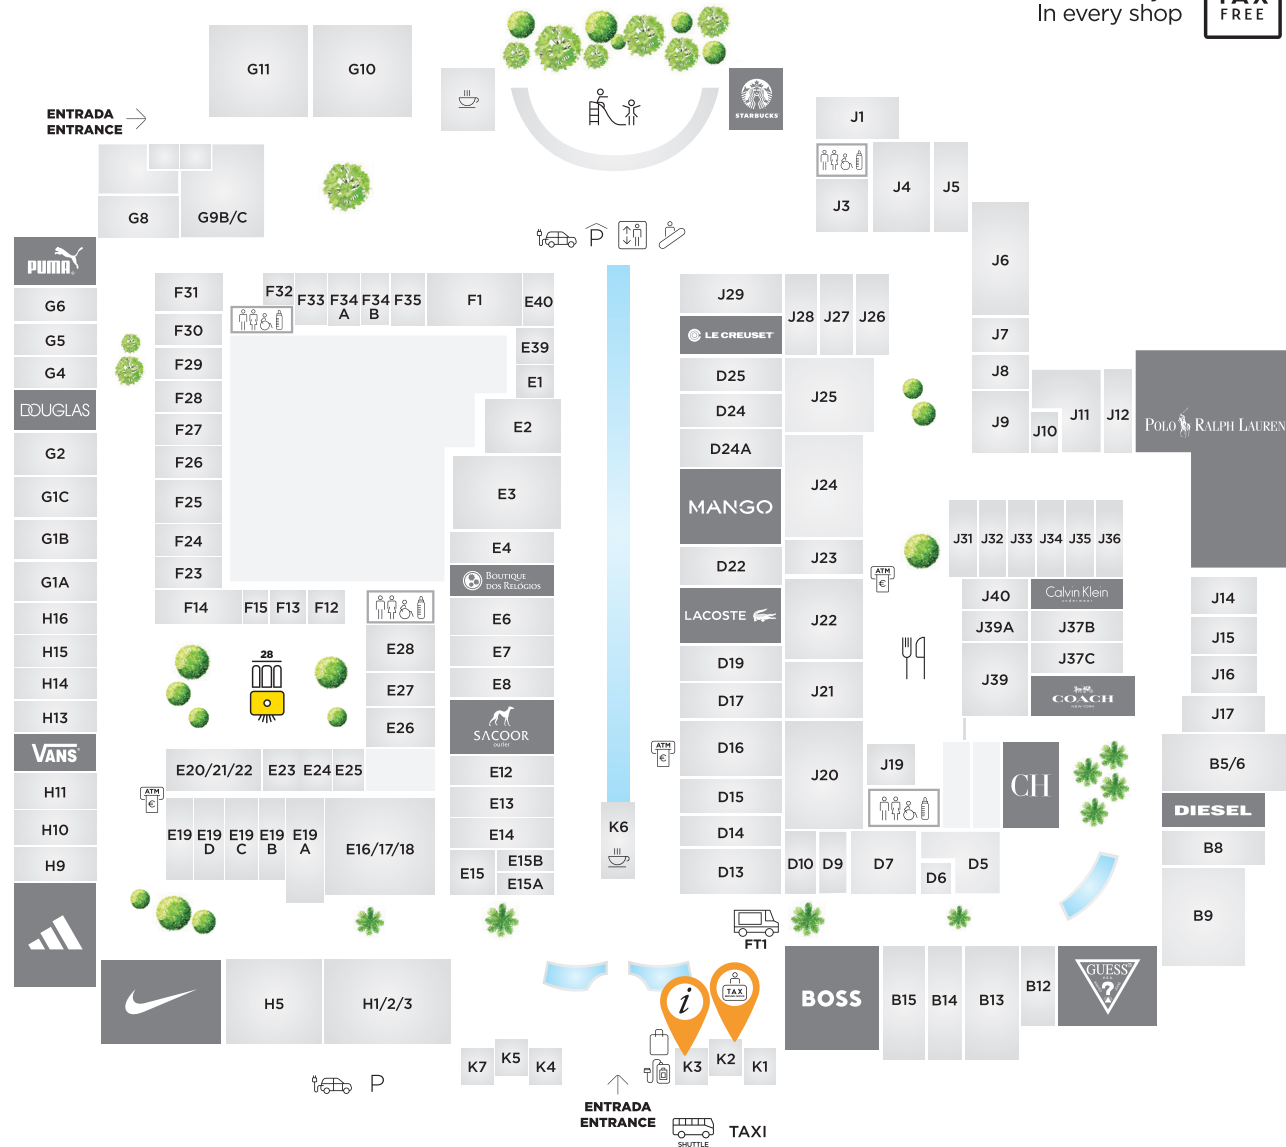 In every shop
TAX
FREE
G11
G10
STARBUCKS
ENTRADA
ENTRANCE
J1
J4
J5
J3
G8
G9B/C
P
PUMA
J6
G6
F31
F32
F33
F34
A
F34
B
F35
F1
E40
J29
J28
J27
J26
G5
F30
E39
LE CREUSET
J7
G4
F29
E1
D25
J25
J8
DOUGLAS
F28
D24
J9
J10
J11
J12
POLO RALPH LAUREN
G2
F27
E2
D24A
F26
G1C
F25
E3
MANGO
J24
G1B
F24
E4
J31
J32
J33
J34
J35
J36
G1A
F23
BOUTIQUE
DOS RELÓGIOS
D22
J23
ATM
€
J40
Calvin Klein
underwear
J14
F14
F15
F13
F12
H16
E6
LACOSTE
J22
J39A
J37B
J15
H15
28
E28
E7
D19
J37C
J16
H14
E27
E8
D17
J21
J39
COACH
NEW YORK
J17
H13
E26
SACOOR
outlet
VANS
E20/21/22
E23
E24
E25
E12
ATM
€
D16
J20
J19
CH
B5/6
H11
ATM
€
E13
D15
DIESEL
H10
E19
E19
D
E19
C
E19
B
E19
A
E16/17/18
E14
K6
D14
B8
H9
E15
E15B
E15A
D13
D10
D9
D7
D6
D5
B9
FT1
H5
H1/2/3
i
TAX
BOSS
B15
B14
B13
B12
GUESS
?
K7
K5
K4
K3
K2
K1
P
ENTRADA
ENTRANCE
SHUTTLE
TAXI